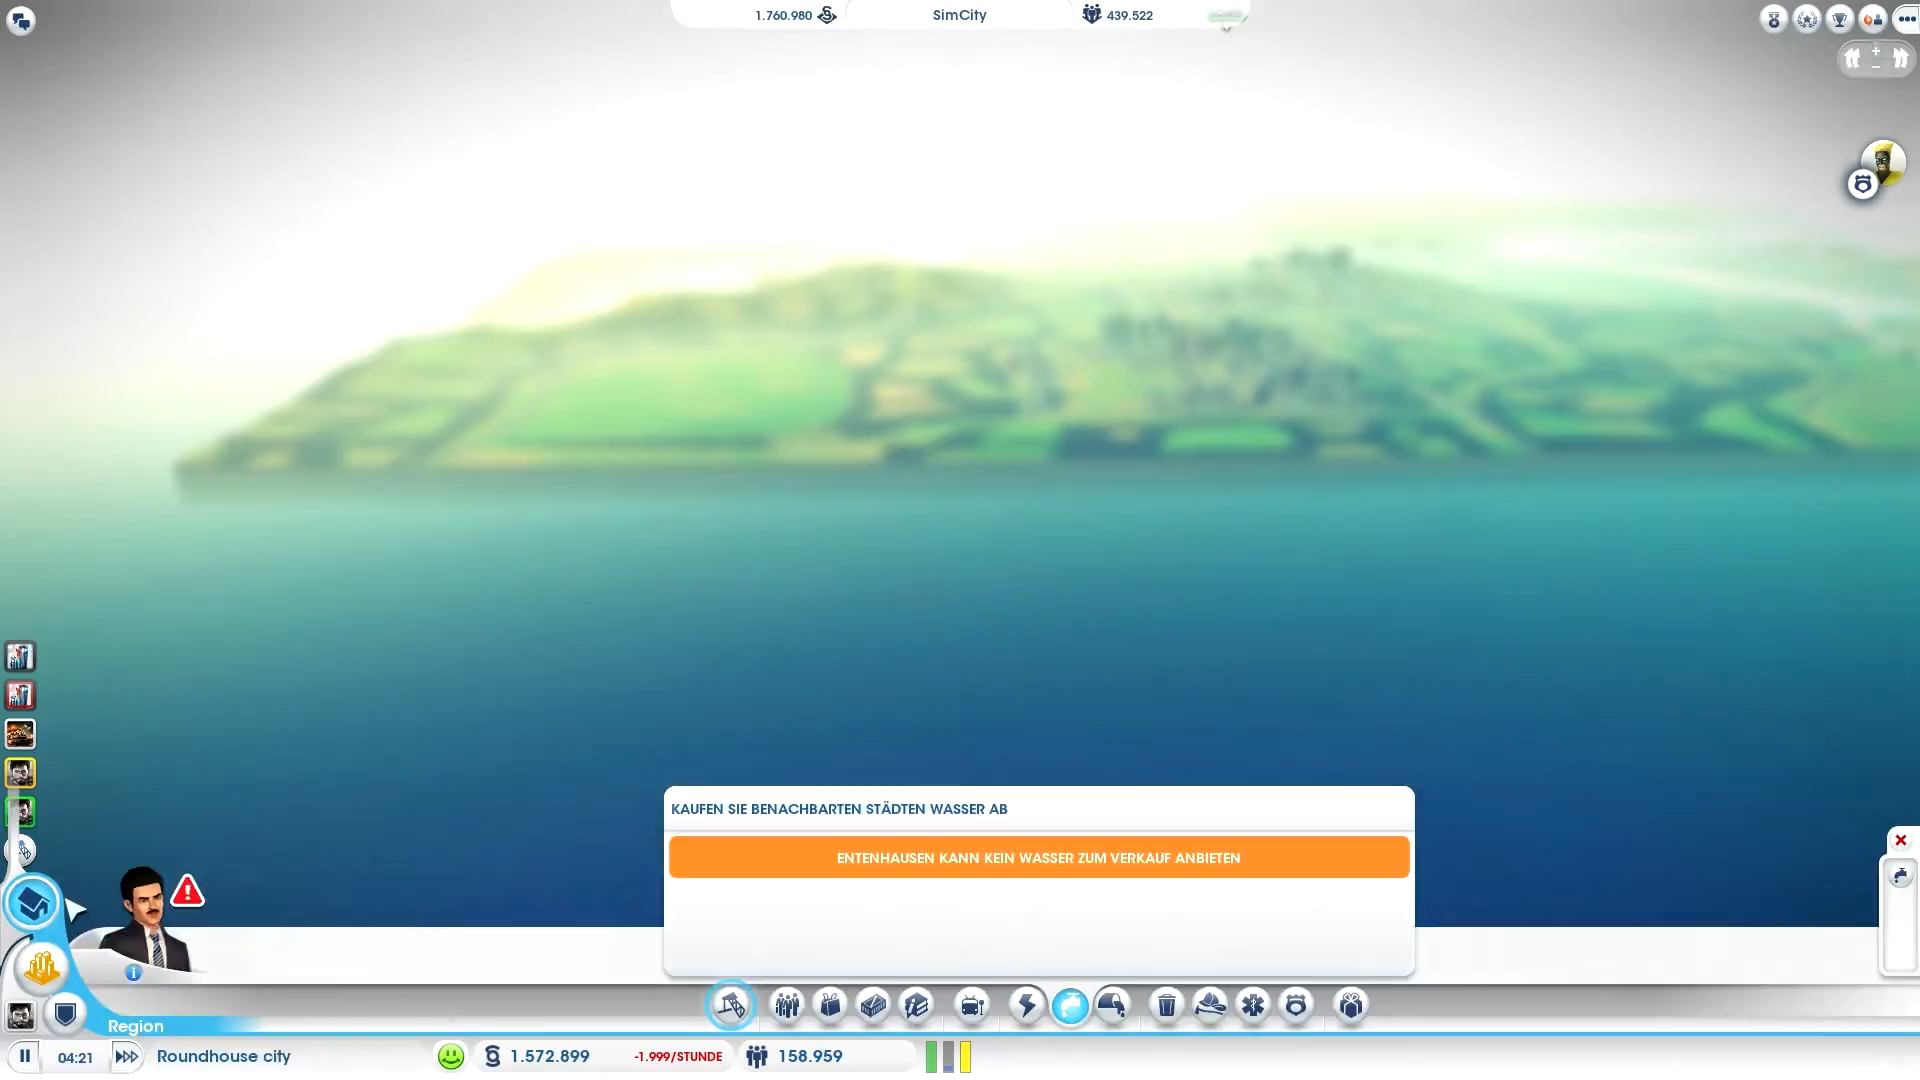 1.760.980
SimCity
439.522
KAUFEN SIE BENACHBARTEN STÄDTEN WASSER AB
ENTENHAUSEN KANN KEIN WASSER ZUM VERKAUF ANBIETEN
Region
04:21
Roundhouse city
1.572.899
-1.999/STUNDE
158.959